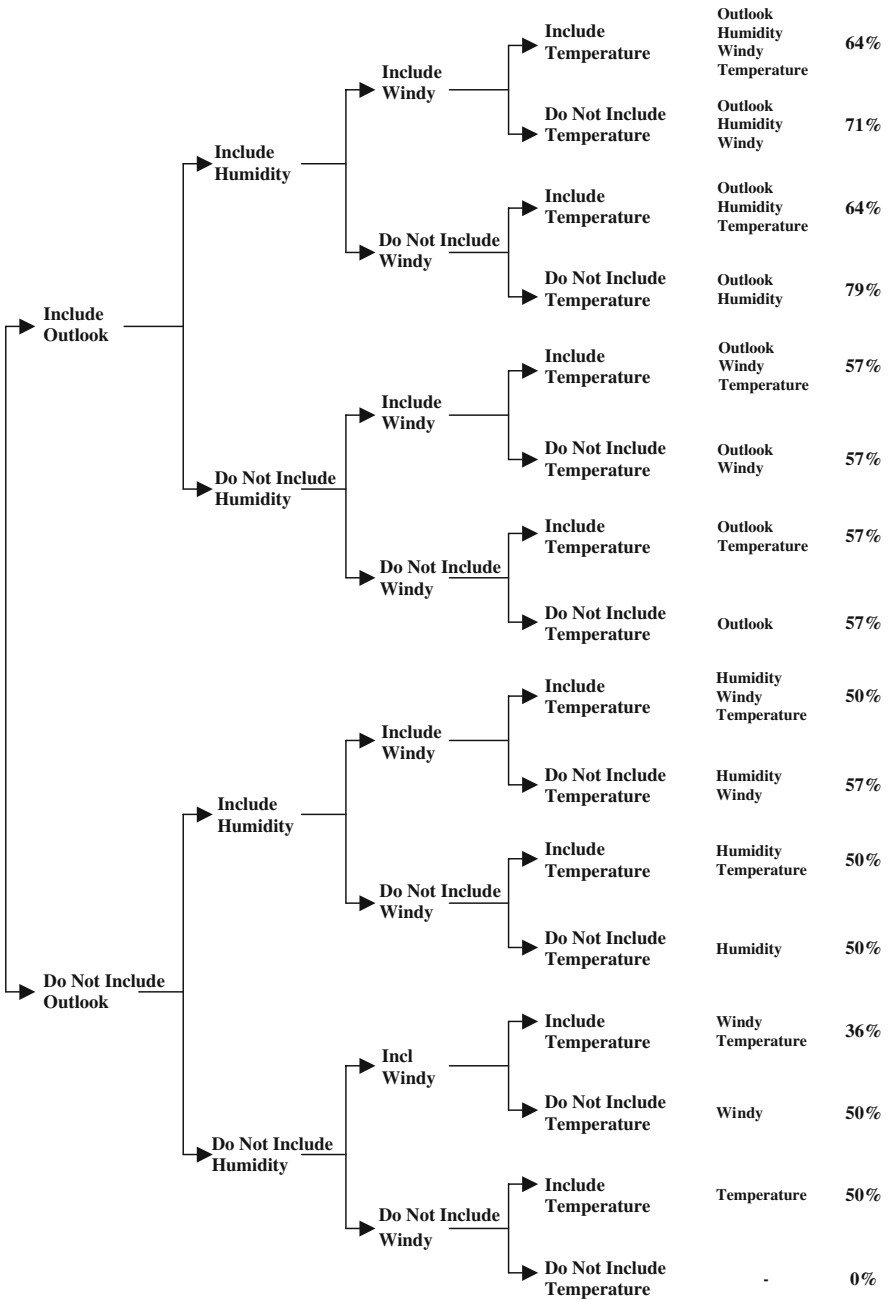 Include
Outlook
Include
Humidity
Include
Windy
Include
Temperature
Outlook
Humidity
Windy
Temperature
64%
Do Not Include
Temperature
Outlook
Humidity
Windy
71%
Do Not Include
Windy
Include
Temperature
Outlook
Humidity
Temperature
64%
Do Not Include
Temperature
Outlook
Humidity
79%
Do Not Include
Humidity
Include
Windy
Include
Temperature
Outlook
Windy
Temperature
57%
Do Not Include
Temperature
Outlook
Windy
57%
Do Not Include
Windy
Include
Temperature
Outlook
Temperature
57%
Do Not Include
Temperature
Outlook
57%
Do Not Include
Outlook
Include
Humidity
Include
Windy
Include
Temperature
Humidity
Windy
Temperature
50%
Do Not Include
Temperature
Humidity
Windy
57%
Do Not Include
Windy
Include
Temperature
Humidity
Temperature
50%
Do Not Include
Temperature
Humidity
50%
Do Not Include
Humidity
Incl
Windy
Include
Temperature
Windy
Temperature
36%
Do Not Include
Temperature
Windy
50%
Do Not Include
Windy
Include
Temperature
Temperature
50%
Do Not Include
Temperature
-
0%